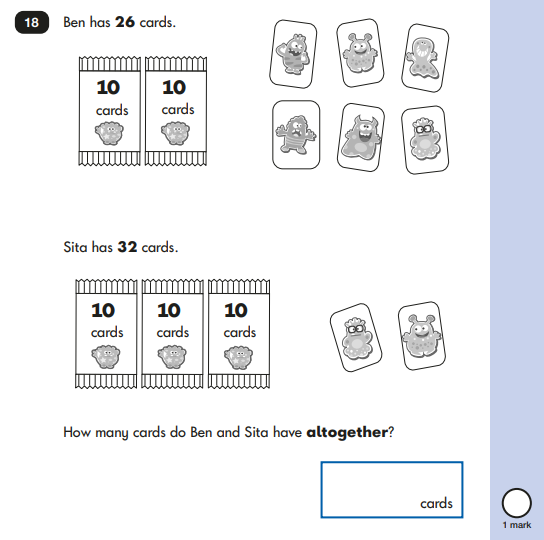 18 Ben has 26 cards.
10 10
cards cards
Sita has 32 cards.
10 10 10
cards cards cards
How many cards do Ben and Sita have altogether?
cards
1 mark